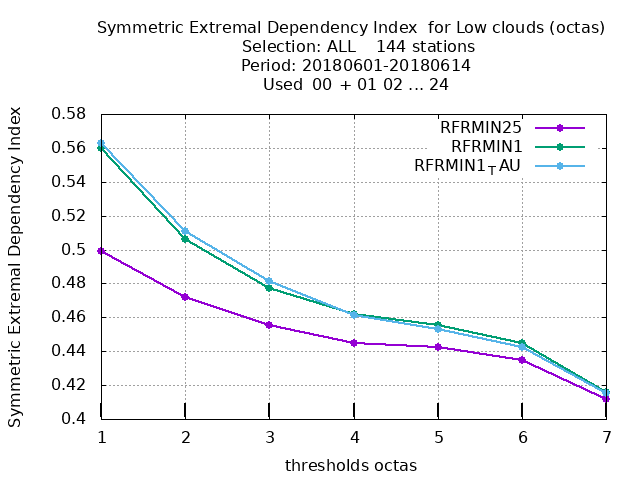 Symmetric Extremal Dependency Index  for Low clouds (octas)
Selection: ALL    144 stations
Period: 20180601-20180614
Used  00 + 01 02 ... 24
Symmetric Extremal Dependency Index
0.58
0.56
0.54
0.52
0.5
0.48
0.46
0.44
0.42
0.4
RFRMIN25
RFRMIN1
RFRMIN1TAU
1 2 3 4 5 6 7
thresholds octas